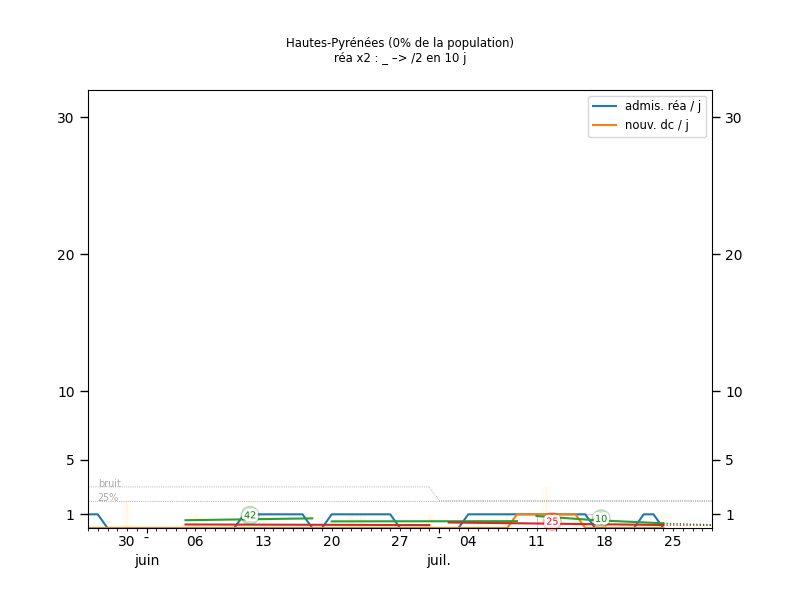 Hautes-Pyrénées (0% de la population)
réa x2 : _ –> /2 en 10 j
admis. réa / j
nouv. dc / j
30 30
20 20
10 10
5 5
1 1
bruit
25%
42
25
10
30 - 06 13 20 27 - 04 11 18 25
juin juil.